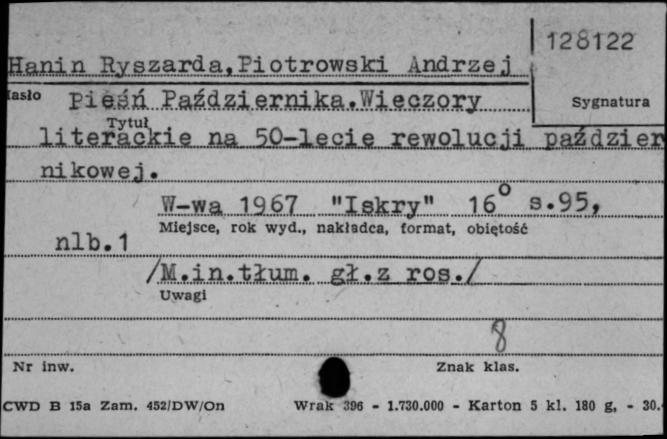 128122
Hanin Ryszarda,Piotrowski Andrzej
Hasło Pieśń Października.Wieczory
Sygnatura
Tytuł
literackie na 50-lecie rewolucji paździer
nikowej.
W-wa 1967 "Iskry" 16° s.95,
Miejsce, rok wyd., nakładca, format, objętość
nlb.1
/M.in.tłum. gł.z ros./
Uwagi
8
Nr inw.
Znak klas.
CWD B 15a Zam. 452/DW/On Wrak 396 - 1.730.000 - Karton 5 kl. 180 g, - 30.